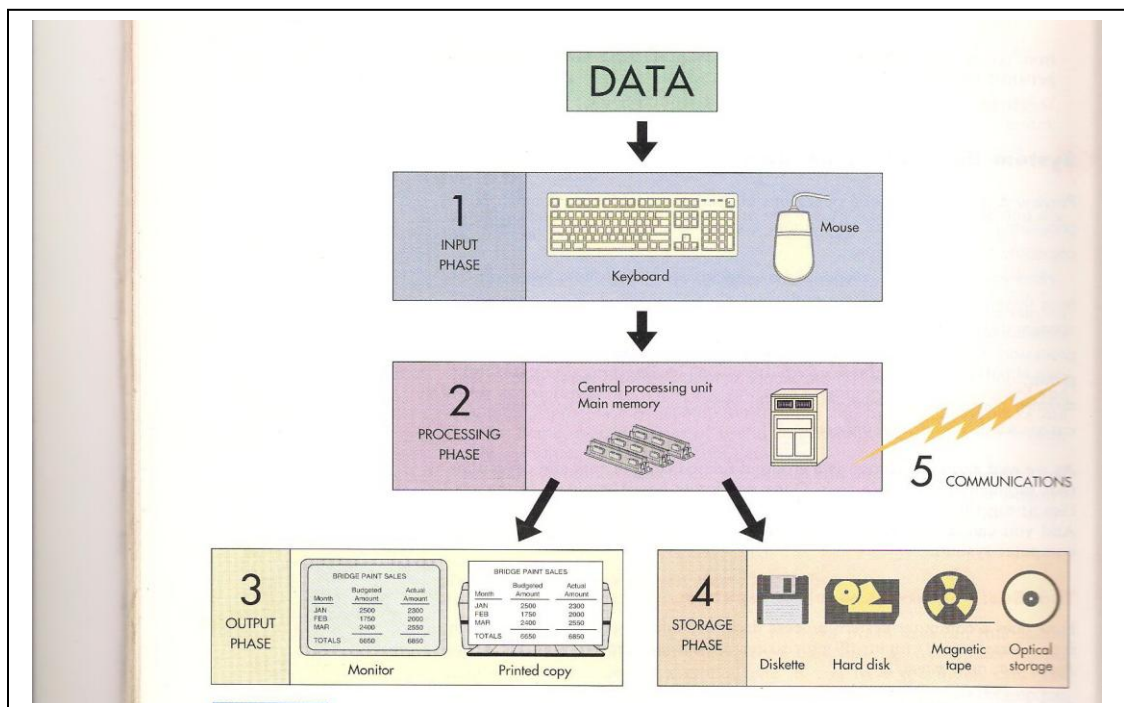 DATA
1
INPUT
PHASE
Keyboard
Mouse
2
PROCESSING
PHASE
Central processing unit
Main memory
5 COMMUNICATIONS
3
OUTPUT
PHASE
BRIDGE PAINT SALES
Budgeted Actual
Month Amount Amount
JAN 2500 2300
FEB 1750 2000
MAR 2400 2550
TOTALS 6650 6850
Monitor
BRIDGE PAINT SALES
Budgeted Actual
Month Amount Amount
JAN 2500 2300
FEB 1750 2000
MAR 2400 2550
TOTALS 6650 6850
Printed copy
4
STORAGE
PHASE
Diskette
Hard disk
Magnetic
tape
Optical
storage